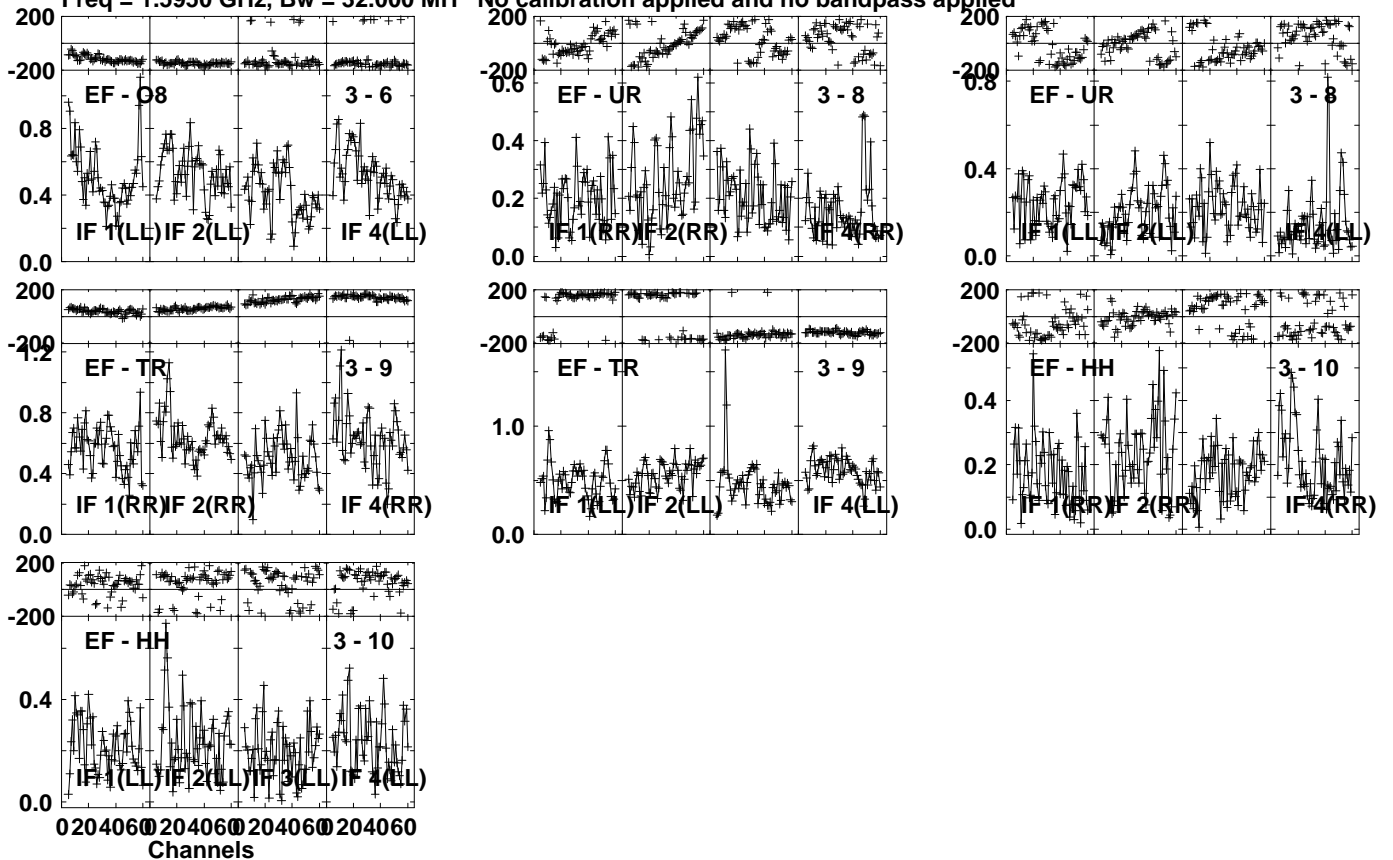 Freq = 1.5950 GHz, Bw = 32.000 MH No calibration applied and no bandpass applied
200
-200
EF - O8 3 - 6
0.8
0.4
0.0
IF 1(LL) IF 2(LL) IF 4(LL)
200
-200
0.6
EF - UR 3 - 8
0.4
0.2
0.0
IF 1(RR) IF 2(RR) IF 4(RR)
200
-200
0.8
EF - UR 3 - 8
0.4
0.0
IF 1(LL) IF 2(LL) IF 4(LL)
200
-200
1.2
EF - TR 3 - 9
0.8
0.4
0.0
IF 1(RR) IF 2(RR) IF 4(RR)
200
-200
EF - TR 3 - 9
1.0
0.0
IF 1(LL) IF 2(LL) IF 4(LL)
200
-200
EF - HH 3 - 10
0.4
0.2
0.0
IF 1(RR) IF 2(RR) IF 4(RR)
200
-200
EF - HH 3 - 10
0.4
0.0
IF 1(LL) IF 2(LL) IF 3(LL) IF 4(LL)
0 20 40 60 0 20 40 60 0 20 40 60 0 20 40 60
Channels